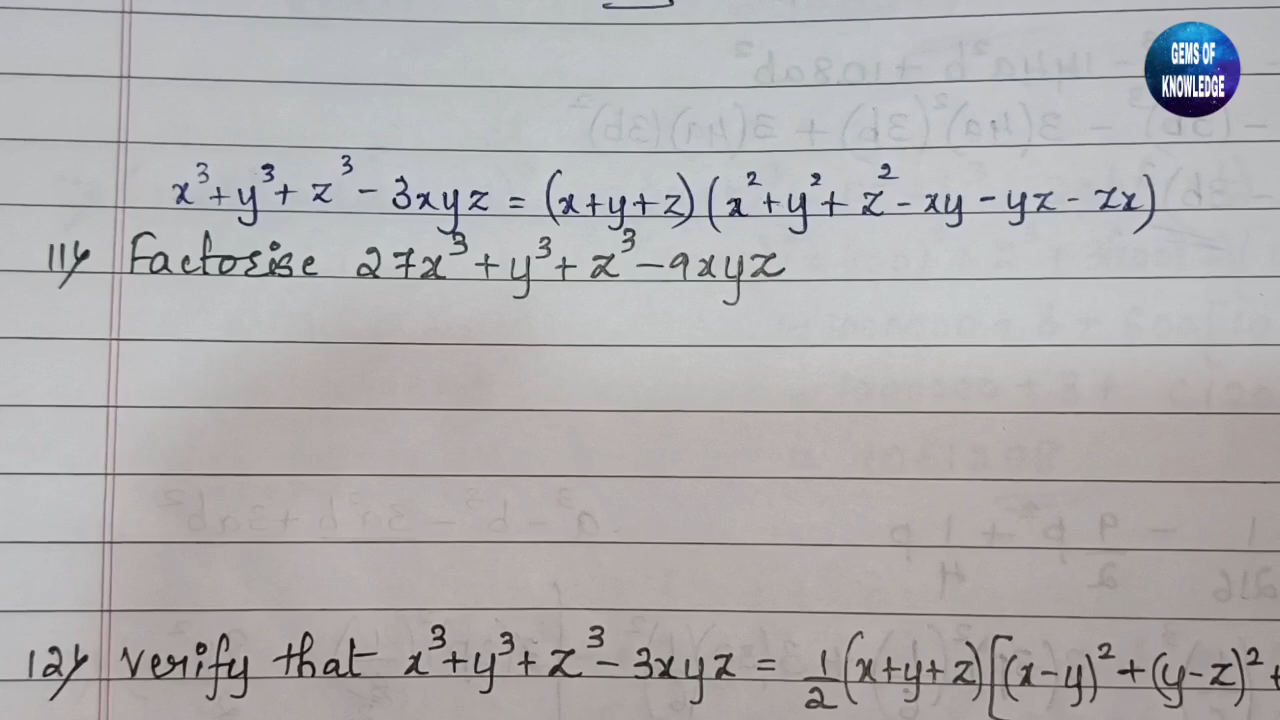 GEMS OF
KNOWLEDGE
x³ + y³ + z³ - 3xyz = (x+y+z) (x² + y² + z² - xy - yz - zx)
11) Factorise 27x³ + y³ + z³ - 9xyz
12) Verify that x³ + y³ + z³ - 3xyz = 1/2 (x+y+z) [(x-y)² + (y-z)² +